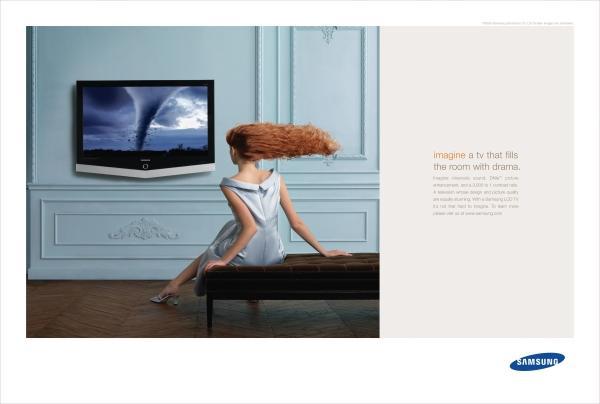 imagine a tv that fills
the room with drama.
Imagine cinematic sound, DNIe™ picture
enhancement, and a 3,000 to 1 contrast ratio.
A television whose design and picture quality
are equally stunning. With a Samsung LCD TV
it's not that hard to imagine. To learn more
please visit us at www.samsung.com
SAMSUNG